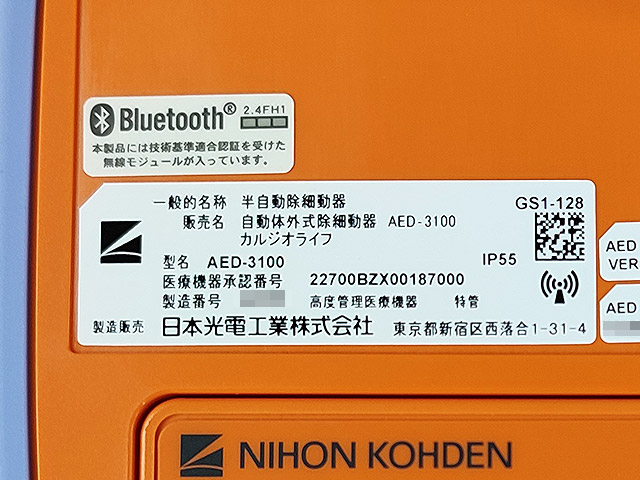 Bluetooth® 2.4FH1
本製品には技術基準適合認証を受けた
無線モジュールが入っています。
一般的名称 半自動除細動器 GS1-128
販売名 自動体外式除細動器 AED-3100
カルジオライフ
型名 AED-3100 IP55
医療機器承認番号 22700BZX00187000
製造番号 高度管理医療機器 特管
製造販売 日本光電工業株式会社 東京都新宿区西落合1-31-4
AED
VER
AED
NIHON KOHDEN